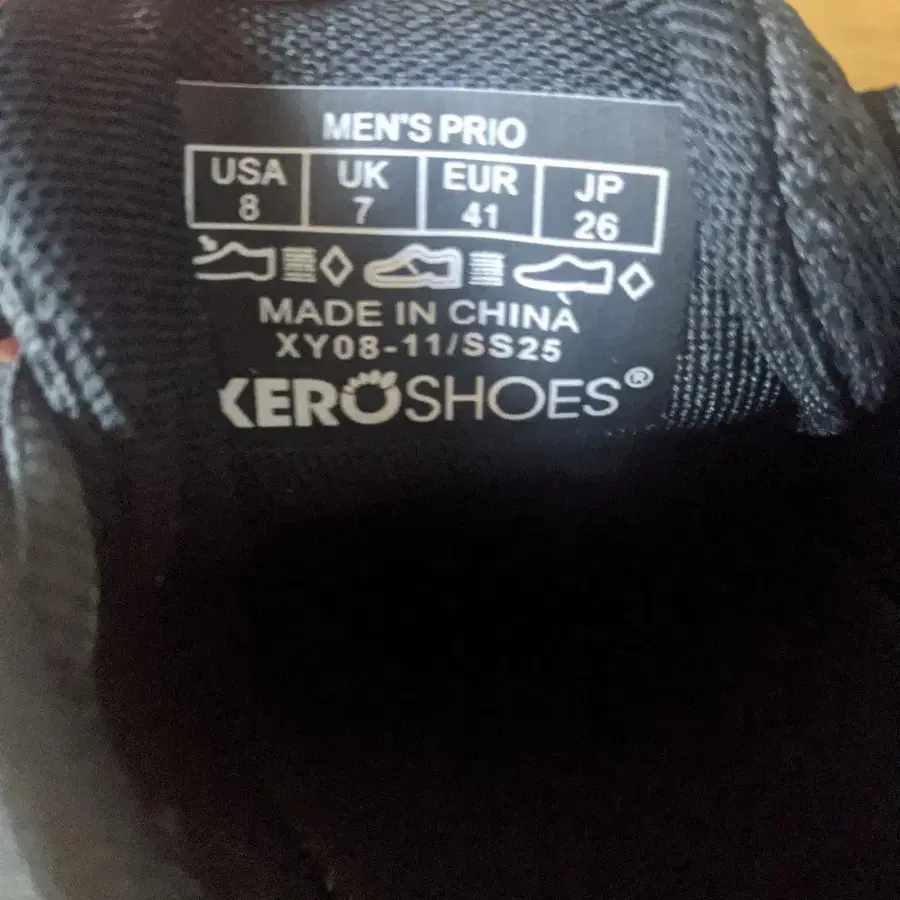 MEN'S PRIO
USA UK EUR JP
8 7 41 26
MADE IN CHINA
XY08-11/SS25
XEROSHOES®